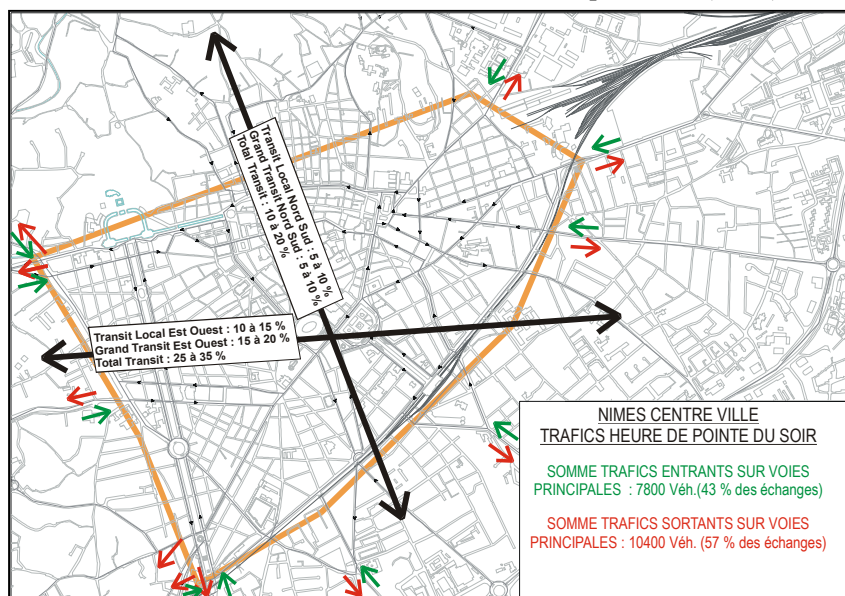 Transit Local Nord Sud : 5 à 10 %
Grand Transit Nord Sud : 5 à 10 %
Total Transit : 10 à 20 %
Transit Local Est Ouest : 10 à 15 %
Grand Transit Est Ouest : 15 à 20 %
Total Transit : 25 à 35 %
NIMES CENTRE VILLE
TRAFICS HEURE DE POINTE DU SOIR
SOMME TRAFICS ENTRANTS SUR VOIES
PRINCIPALES : 7800 Véh.(43 % des échanges)
SOMME TRAFICS SORTANTS SUR VOIES
PRINCIPALES : 10400 Véh. (57 % des échanges)